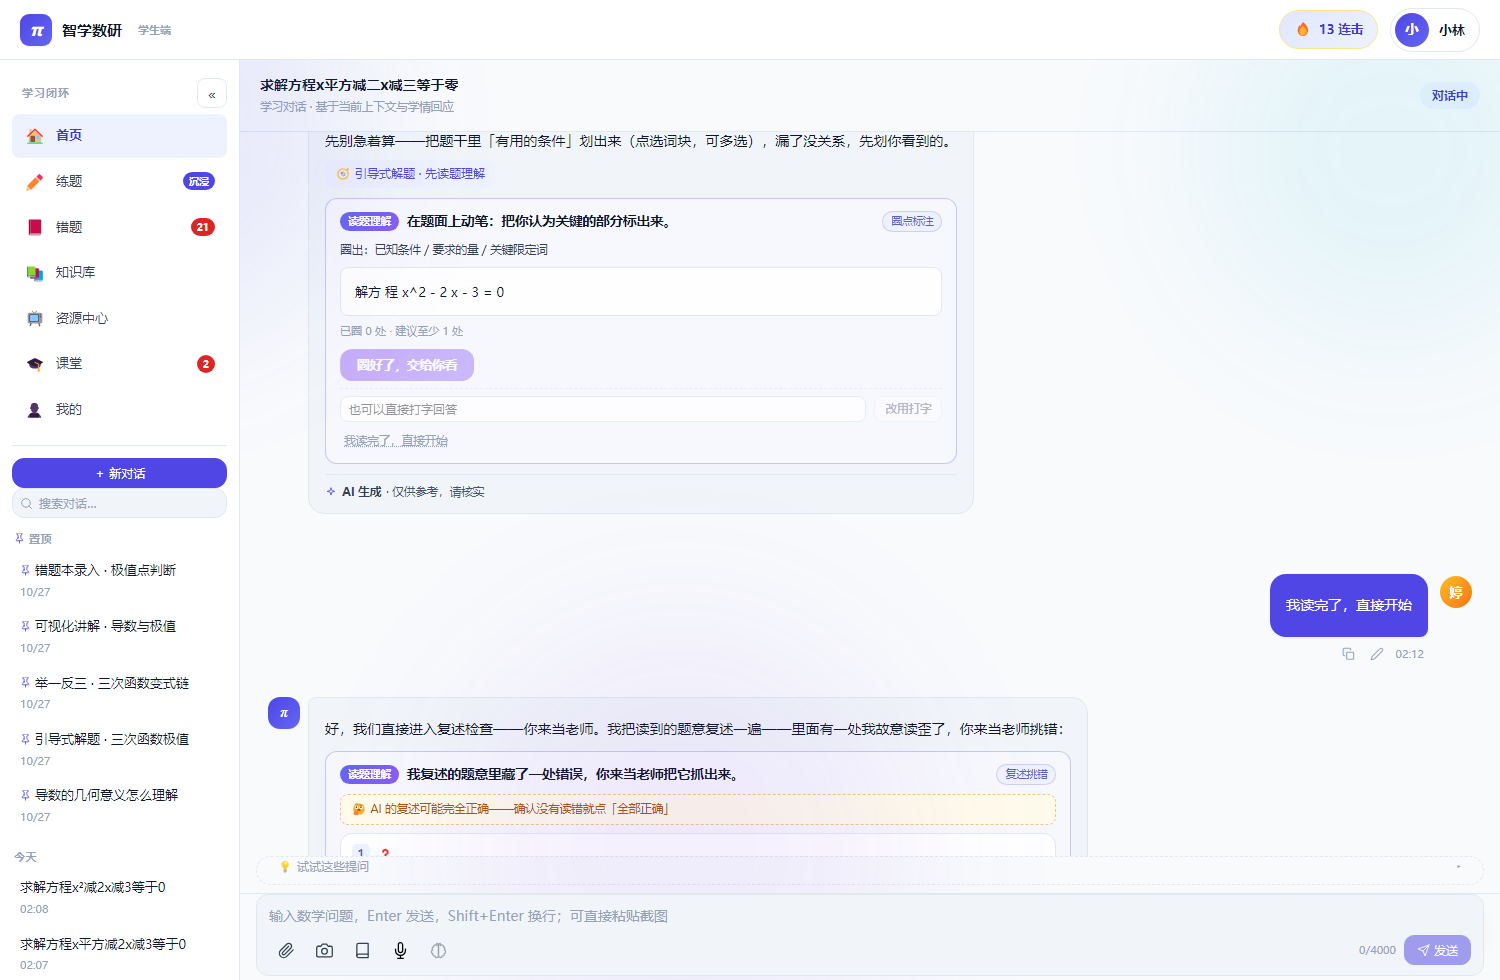 π 智学数研 学生端
13 连击
小 小林
学习闭环 «
首页
练题 沉浸
错题 21
知识库
资源中心
课堂 2
我的
+ 新对话
搜索对话...
置顶
错题本录入 · 极值点判断
10/27
可视化讲解 · 导数与极值
10/27
举一反三 · 三次函数变式链
10/27
引导式解题 · 三次函数极值
10/27
导数的几何意义怎么理解
10/27
今天
求解方程x²减2x减3等于0
02:08
求解方程x平方减2x减3等于0
02:07
求解方程x平方减二x减三等于零
学习对话 · 基于当前上下文与学情回应
对话中
先别急着算——把题干里「有用的条件」划出来（点选词块，可多选），漏了没关系，先划你看到的。
引导式解题 · 先读题理解
读题理解 在题面上动笔：把你认为关键的部分标出来。 圈点标注
圈出：已知条件 / 要求的量 / 关键限定词
解方 程 x^2 - 2 x - 3 = 0
已圈 0 处 · 建议至少 1 处
圈好了，交给你看
也可以直接打字回答 改用打字
我读完了，直接开始
AI 生成 · 仅供参考，请核实
我读完了，直接开始
婷
02:12
π
好，我们直接进入复述检查——你来当老师。我把读到的题意复述一遍——里面有一处我故意读歪了，你来当老师挑错：
读题理解 我复述的题意里藏了一处错误，你来当老师把它抓出来。 复述挑错
AI 的复述可能完全正确——确认没有读错就点「全部正确」
1 ?
试试这些提问
输入数学问题，Enter 发送，Shift+Enter 换行；可直接粘贴截图
0/4000 发送